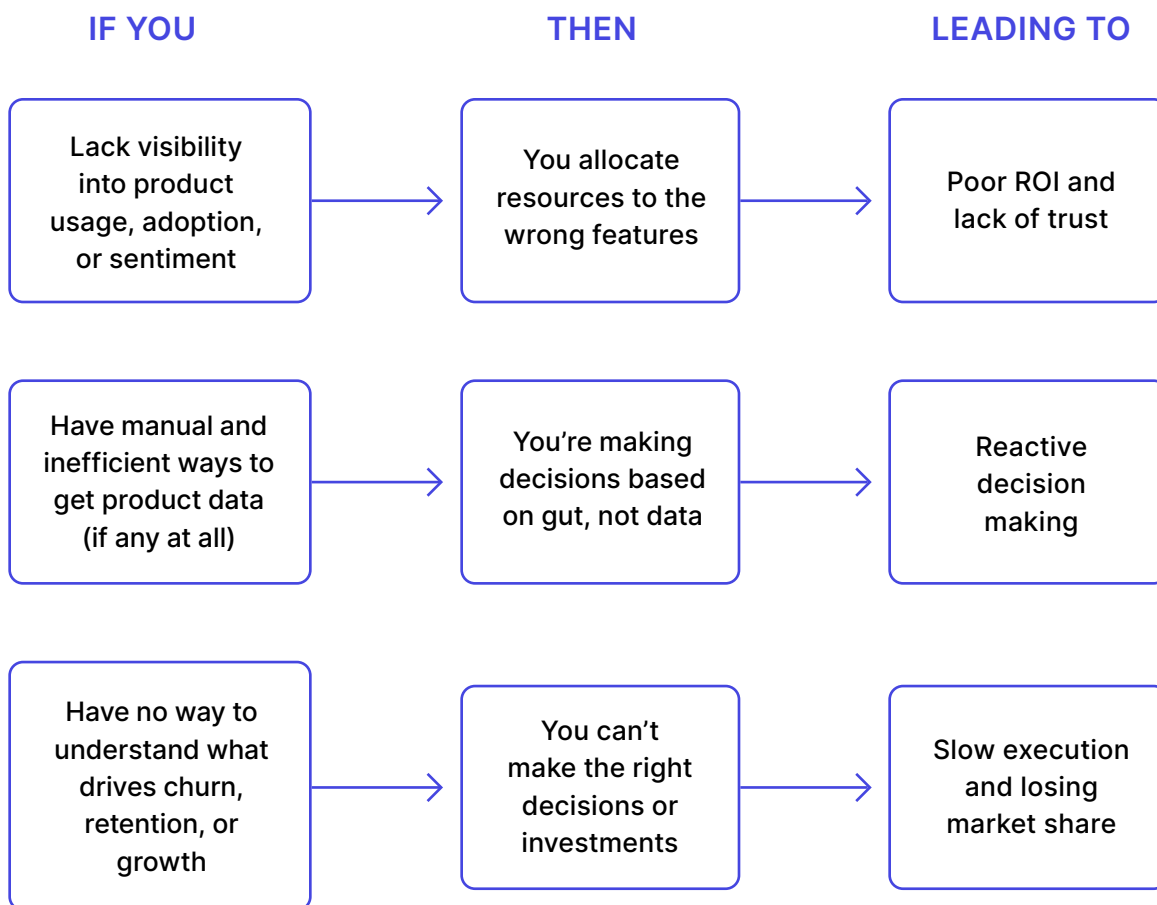 IF YOU
THEN
LEADING TO
Lack visibility
into product
usage, adoption,
or sentiment
You allocate
resources to the
wrong features
Poor ROI and
lack of trust
Have manual and
inefficient ways to
get product data
(if any at all)
You’re making
decisions based
on gut, not data
Reactive
decision
making
Have no way to
understand what
drives churn,
retention, or
growth
You can’t
make the right
decisions or
investments
Slow execution
and losing
market share